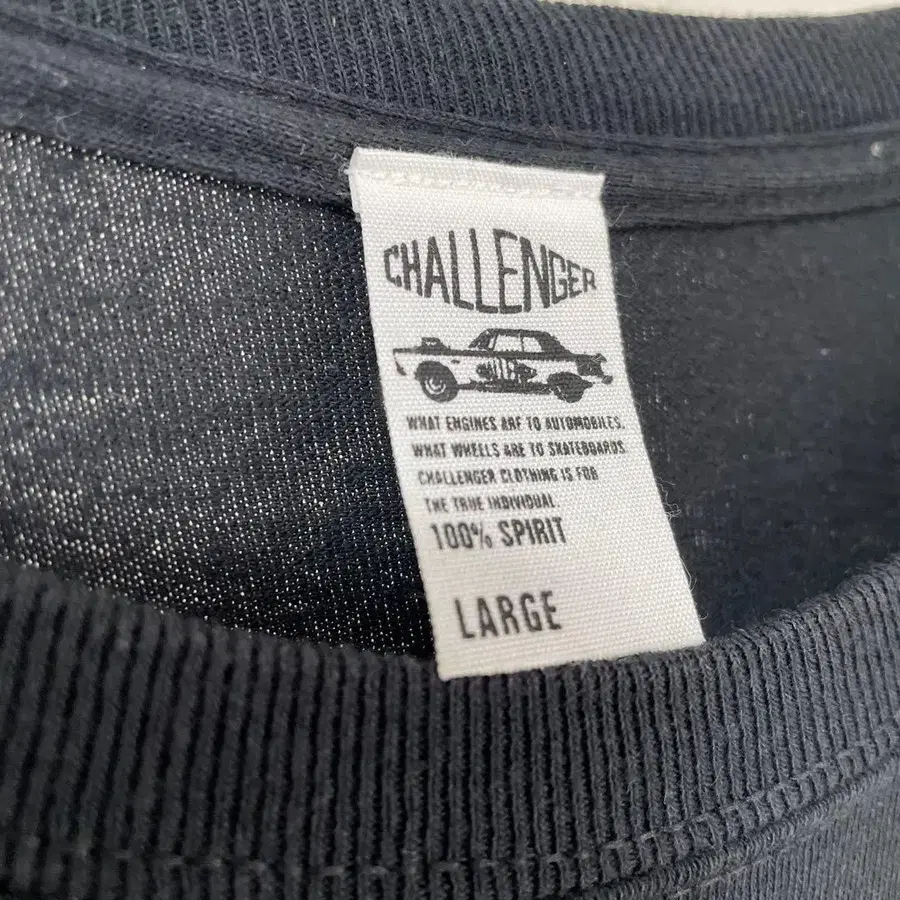 CHALLENGER
WHAT ENGINES ARE TO AUTOMOBILES.
WHAT WHEELS ARE TO SKATEBOARDS
CHALLENGER CLOTHING IS FOR
THE TRUE INDIVIDUAL.
100% SPIRIT
LARGE